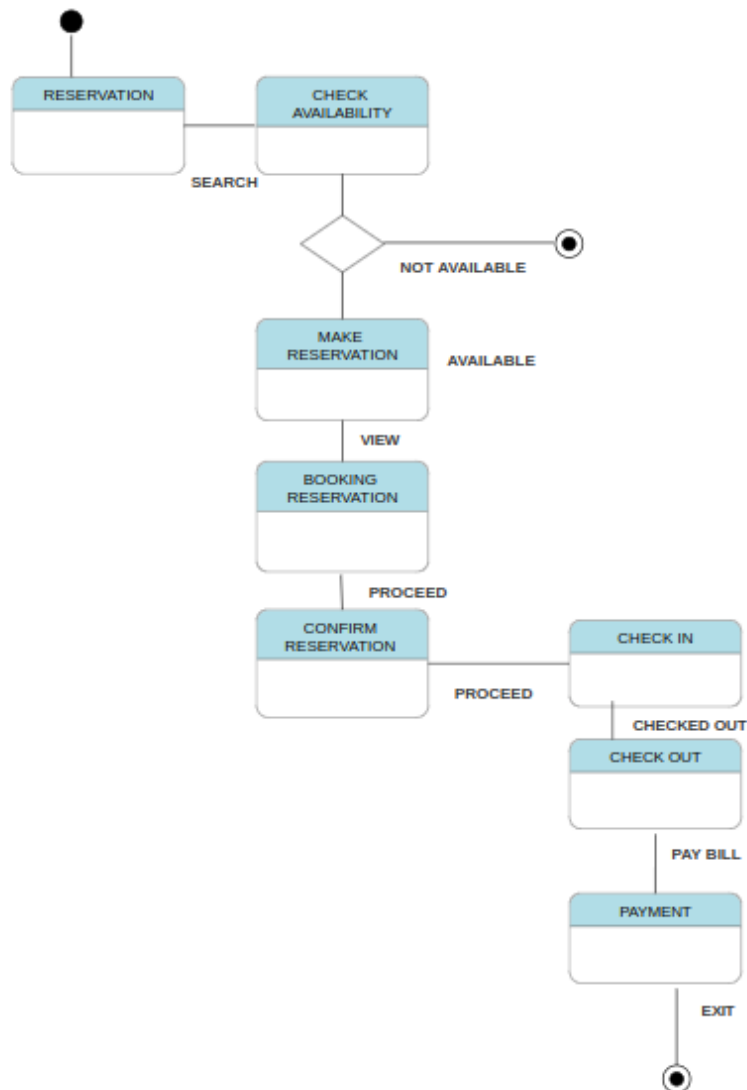 RESERVATION
CHECK
AVAILABILITY
SEARCH
NOT AVAILABLE
MAKE
RESERVATION
AVAILABLE
VIEW
BOOKING
RESERVATION
PROCEED
CONFIRM
RESERVATION
CHECK IN
PROCEED
CHECKED OUT
CHECK OUT
PAY BILL
PAYMENT
EXIT